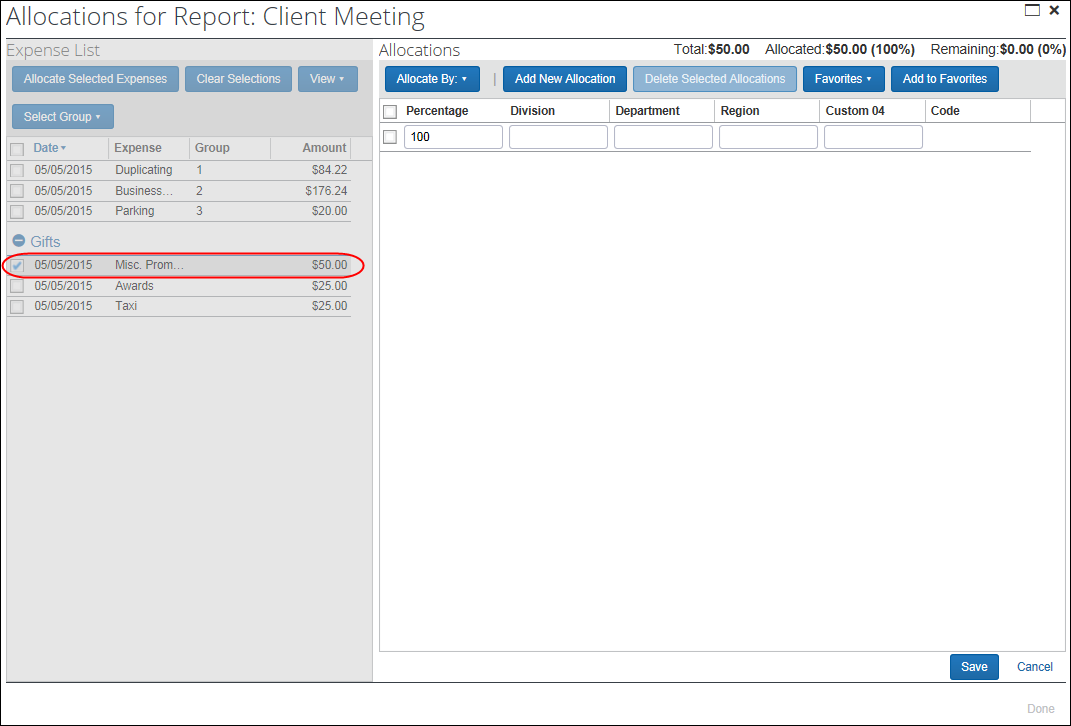 Allocations for Report: Client Meeting
Expense List
Allocate Selected Expenses Clear Selections View
Select Group
Date Expense Group Amount
05/05/2015 Duplicating 1 $84.22
05/05/2015 Business... 2 $176.24
05/05/2015 Parking 3 $20.00
Gifts
05/05/2015 Misc. Prom... $50.00
05/05/2015 Awards $25.00
05/05/2015 Taxi $25.00
Allocations Total:$50.00 Allocated:$50.00 (100%) Remaining:$0.00 (0%)
Allocate By: | Add New Allocation Delete Selected Allocations Favorites Add to Favorites
Percentage Division Department Region Custom 04 Code
100
Save Cancel
Done